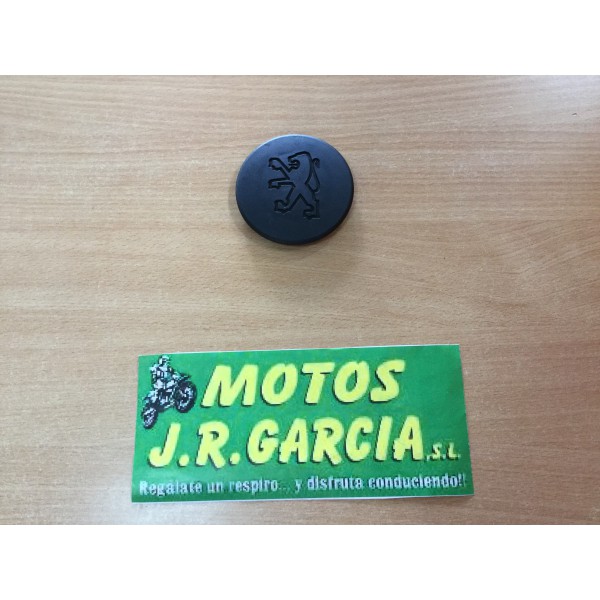 MOTOS
J.R. GARCIA, S.L.
Regálate un respiro... y disfruta conduciendo!!